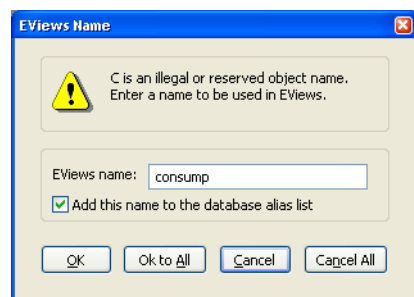 EViews Name
C is an illegal or reserved object name.
Enter a name to be used in EViews.
EViews name: consump
Add this name to the database alias list
OK Ok to All Cancel Cancel All